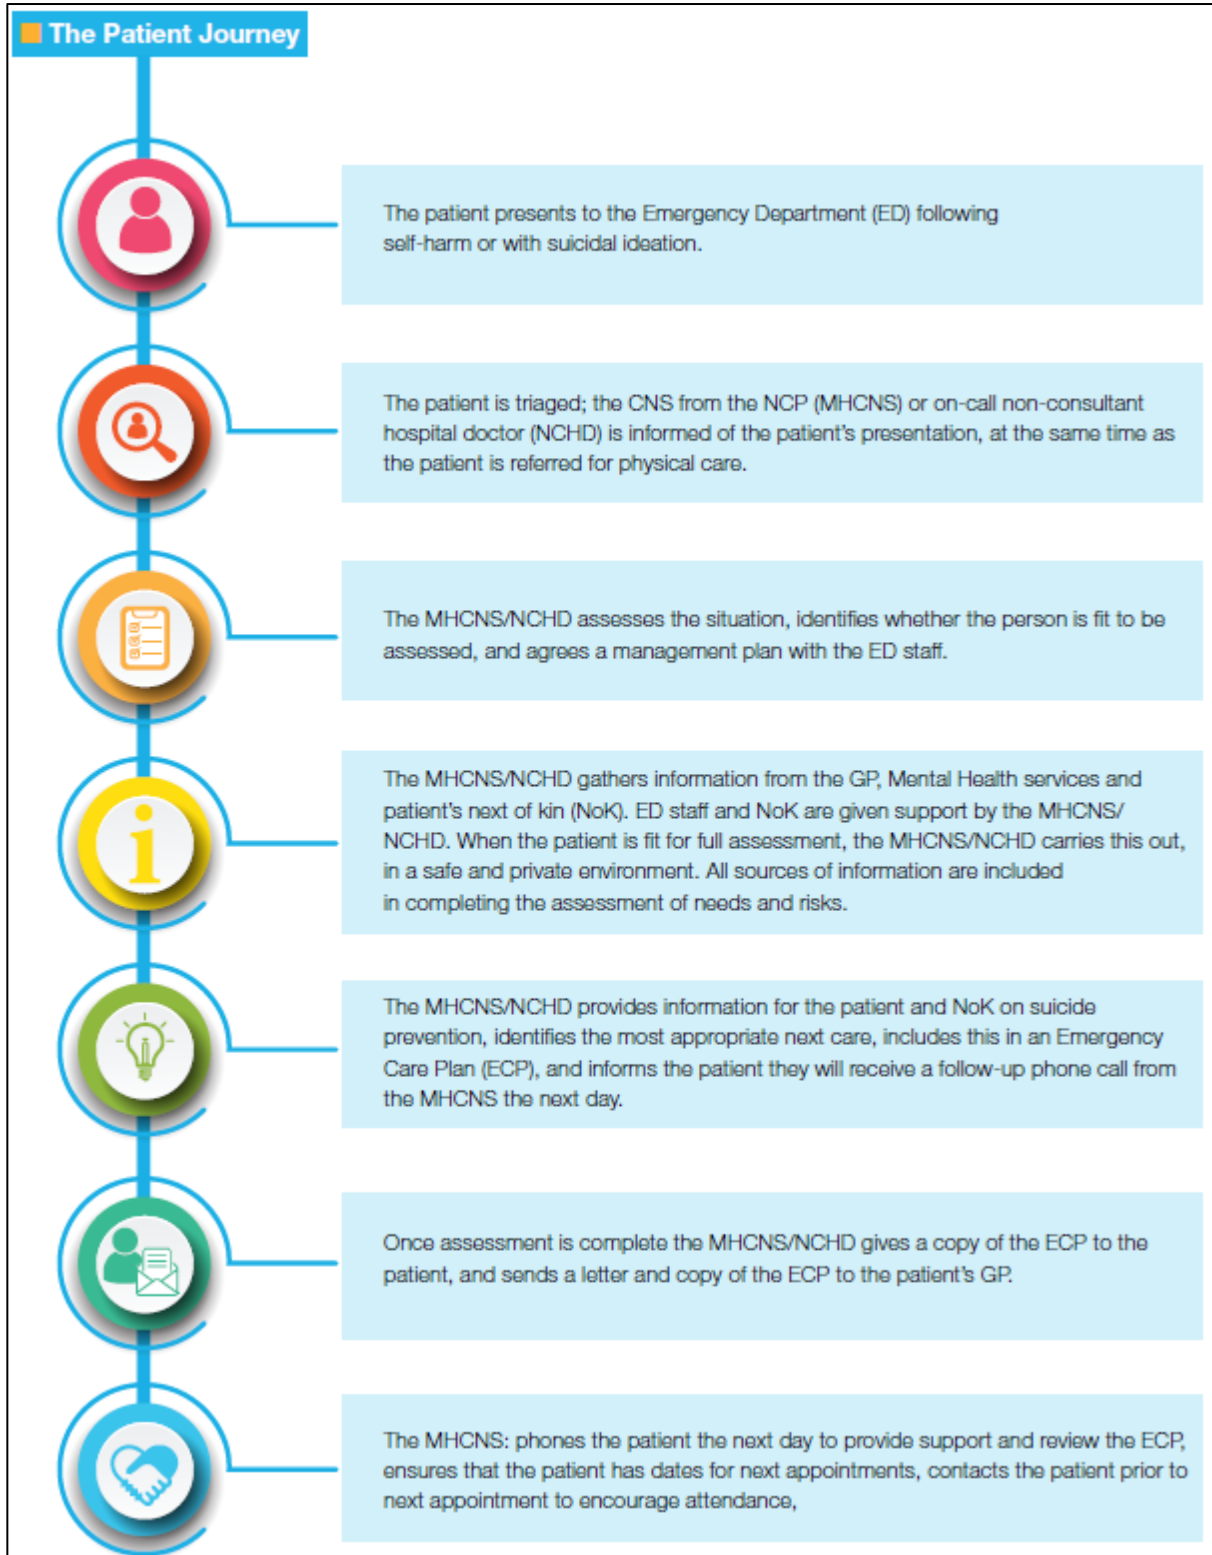 The Patient Journey
The patient presents to the Emergency Department (ED) following
self-harm or with suicidal ideation.
The patient is triaged; the CNS from the NCP (MHCNS) or on-call non-consultant
hospital doctor (NCHD) is informed of the patient's presentation, at the same time as
the patient is referred for physical care.
The MHCNS/NCHD assesses the situation, identifies whether the person is fit to be
assessed, and agrees a management plan with the ED staff.
The MHCNS/NCHD gathers information from the GP, Mental Health services and
patient's next of kin (NoK). ED staff and NoK are given support by the MHCNS/
NCHD. When the patient is fit for full assessment, the MHCNS/NCHD carries this out,
in a safe and private environment. All sources of information are included
in completing the assessment of needs and risks.
The MHCNS/NCHD provides information for the patient and NoK on suicide
prevention, identifies the most appropriate next care, includes this in an Emergency
Care Plan (ECP), and informs the patient they will receive a follow-up phone call from
the MHCNS the next day.
Once assessment is complete the MHCNS/NCHD gives a copy of the ECP to the
patient, and sends a letter and copy of the ECP to the patient's GP.
The MHCNS: phones the patient the next day to provide support and review the ECP,
ensures that the patient has dates for next appointments, contacts the patient prior to
next appointment to encourage attendance,